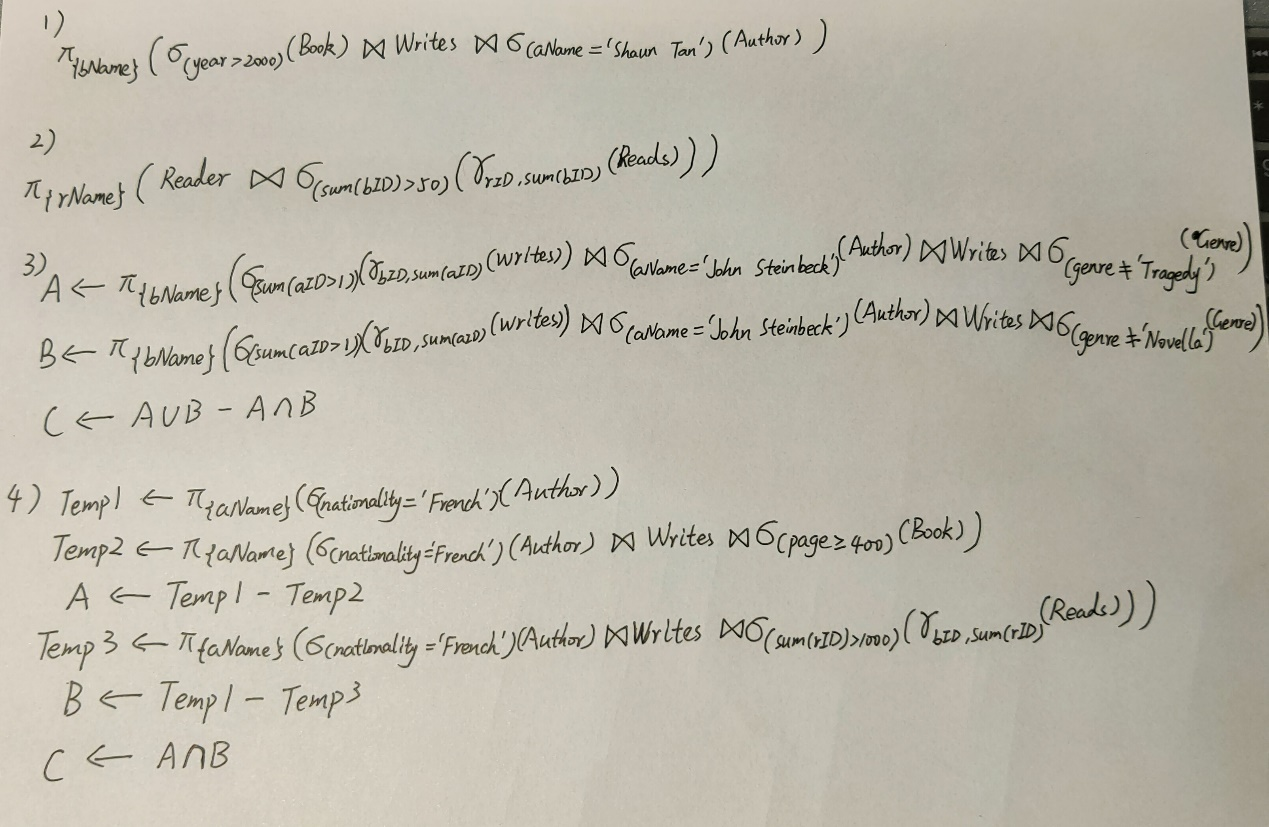 1)
π{bName} ( σ(year>2000)(Book) ⋈ Writes ⋈ σ(aName='Shaun Tan')(Author) )
2)
π{rName} ( Reader ⋈ σ(sum(bID)>50) ( γrID,sum(bID) (Reads) ) )
3) A ← π{bName} ( σ(sum(aID>1)) (γbID,sum(aID) (Writes)) ⋈ σ(aName='John Steinbeck') (Author) ⋈ Writes ⋈ σ(genre≠'Tragedy') (Genre) )
B ← π{bName} ( σ(sum(aID>1)) (γbID,sum(aID) (Writes)) ⋈ σ(aName='John Steinbeck') (Author) ⋈ Writes ⋈ σ(genre≠'Novella') (Genre) )
C ← A∪B - A∩B
4) Temp1 ← π{aName} (σ(nationality='French') (Author))
Temp2 ← π{aName} (σ(nationality='French') (Author) ⋈ Writes ⋈ σ(page≥400) (Book) )
A ← Temp1 - Temp2
Temp3 ← π{aName} (σ(nationality='French')(Author) ⋈ Writes ⋈ σ(sum(rID)>1000) ( γbID,sum(rID) (Reads) ) )
B ← Temp1 - Temp3
C ← A∩B